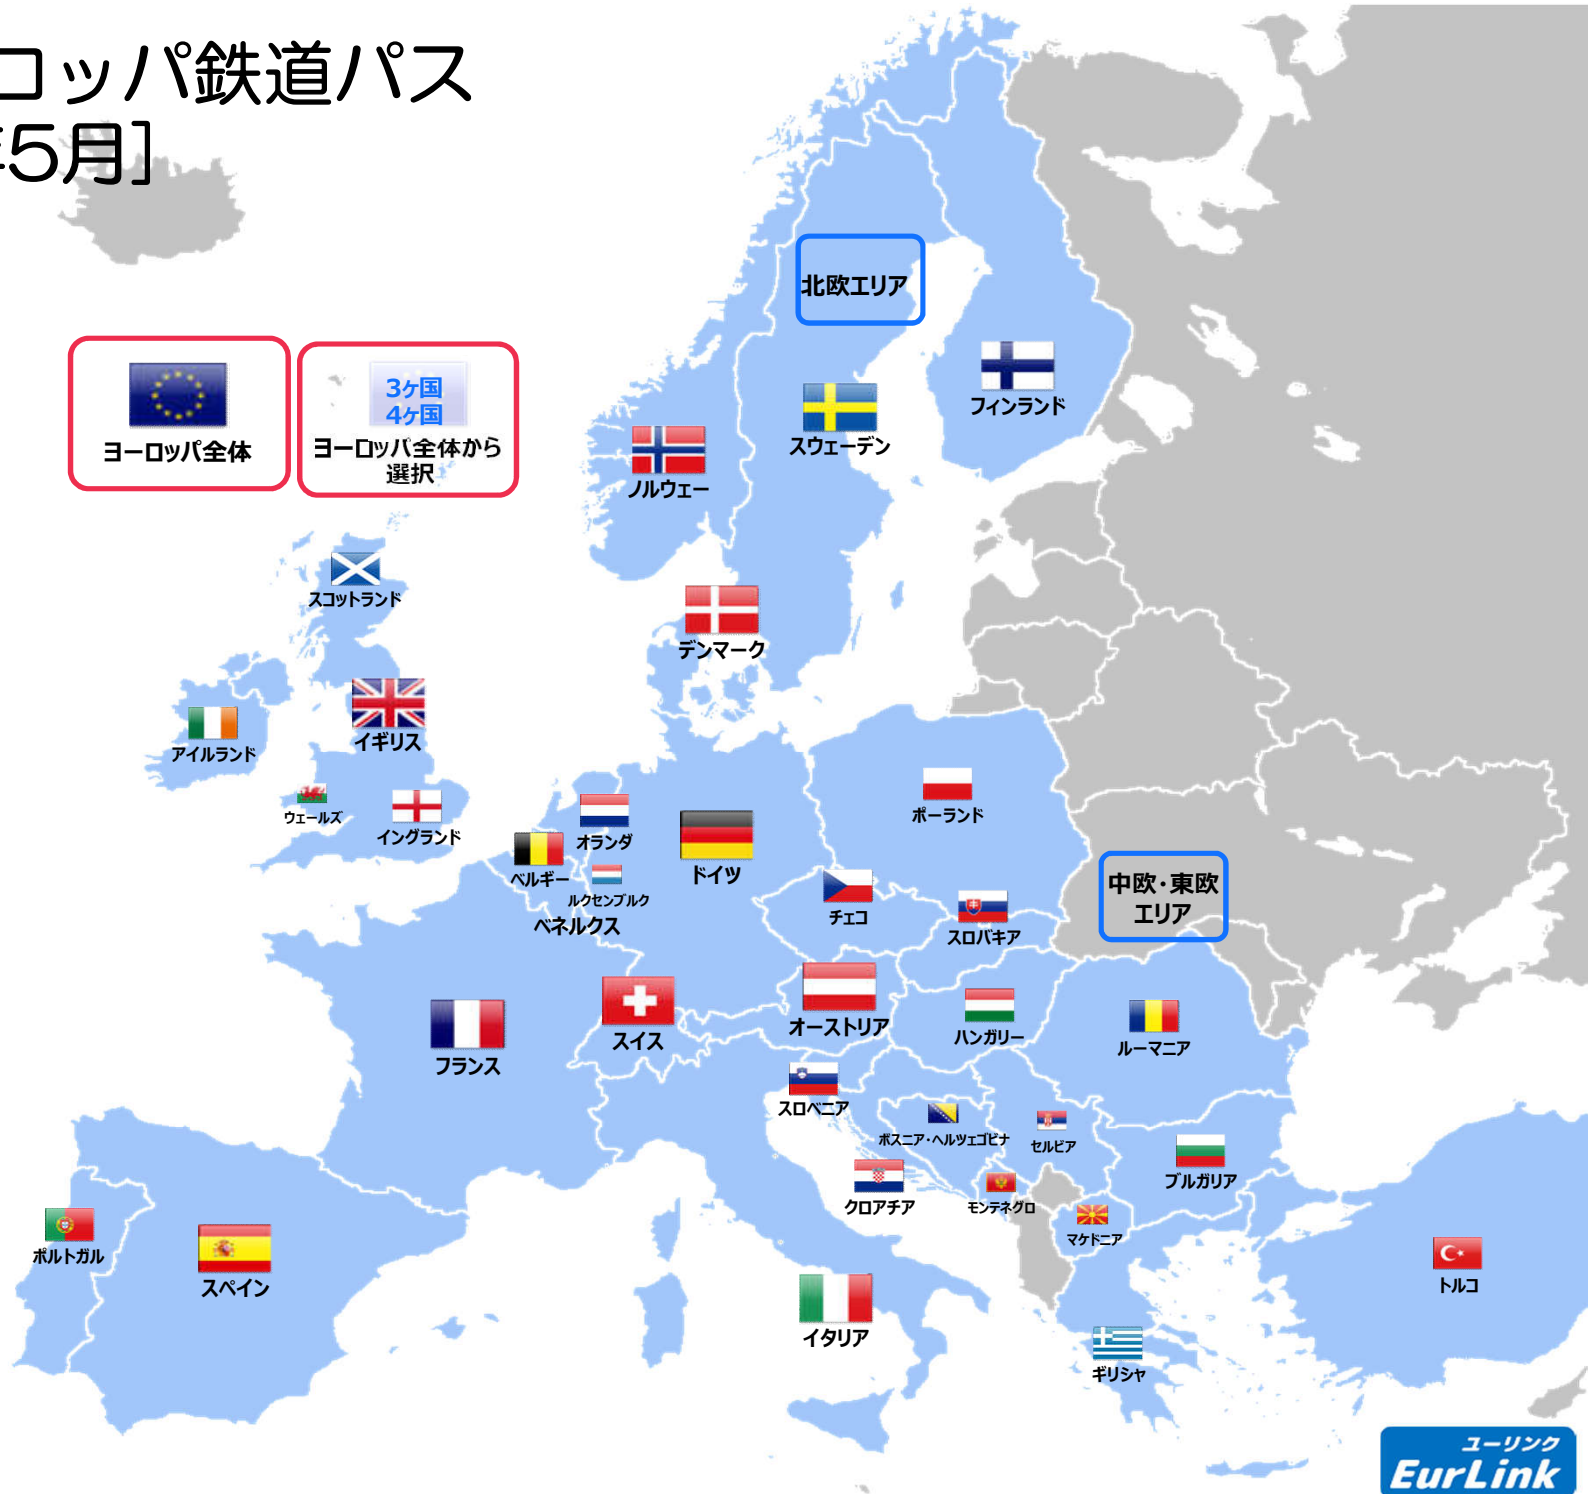 ロッパ鉄道パス
年5月]
北欧エリア
3ヶ国
4ヶ国
ヨーロッパ全体
ヨーロッパ全体から
選択
フィンランド
スウェーデン
ノルウェー
スコットランド
デンマーク
イギリス
アイルランド
ウェールズ
イングランド
オランダ
ベルギー
ルクセンブルク
ベネルクス
ドイツ
ポーランド
チェコ
スロバキア
中欧・東欧
エリア
フランス
スイス
オーストリア
ハンガリー
ルーマニア
スロベニア
ボスニア・ヘルツェゴビナ
セルビア
クロアチア
モンテネグロ
マケドニア
ブルガリア
ポルトガル
スペイン
イタリア
ギリシャ
トルコ
ユーリンク
EurLink